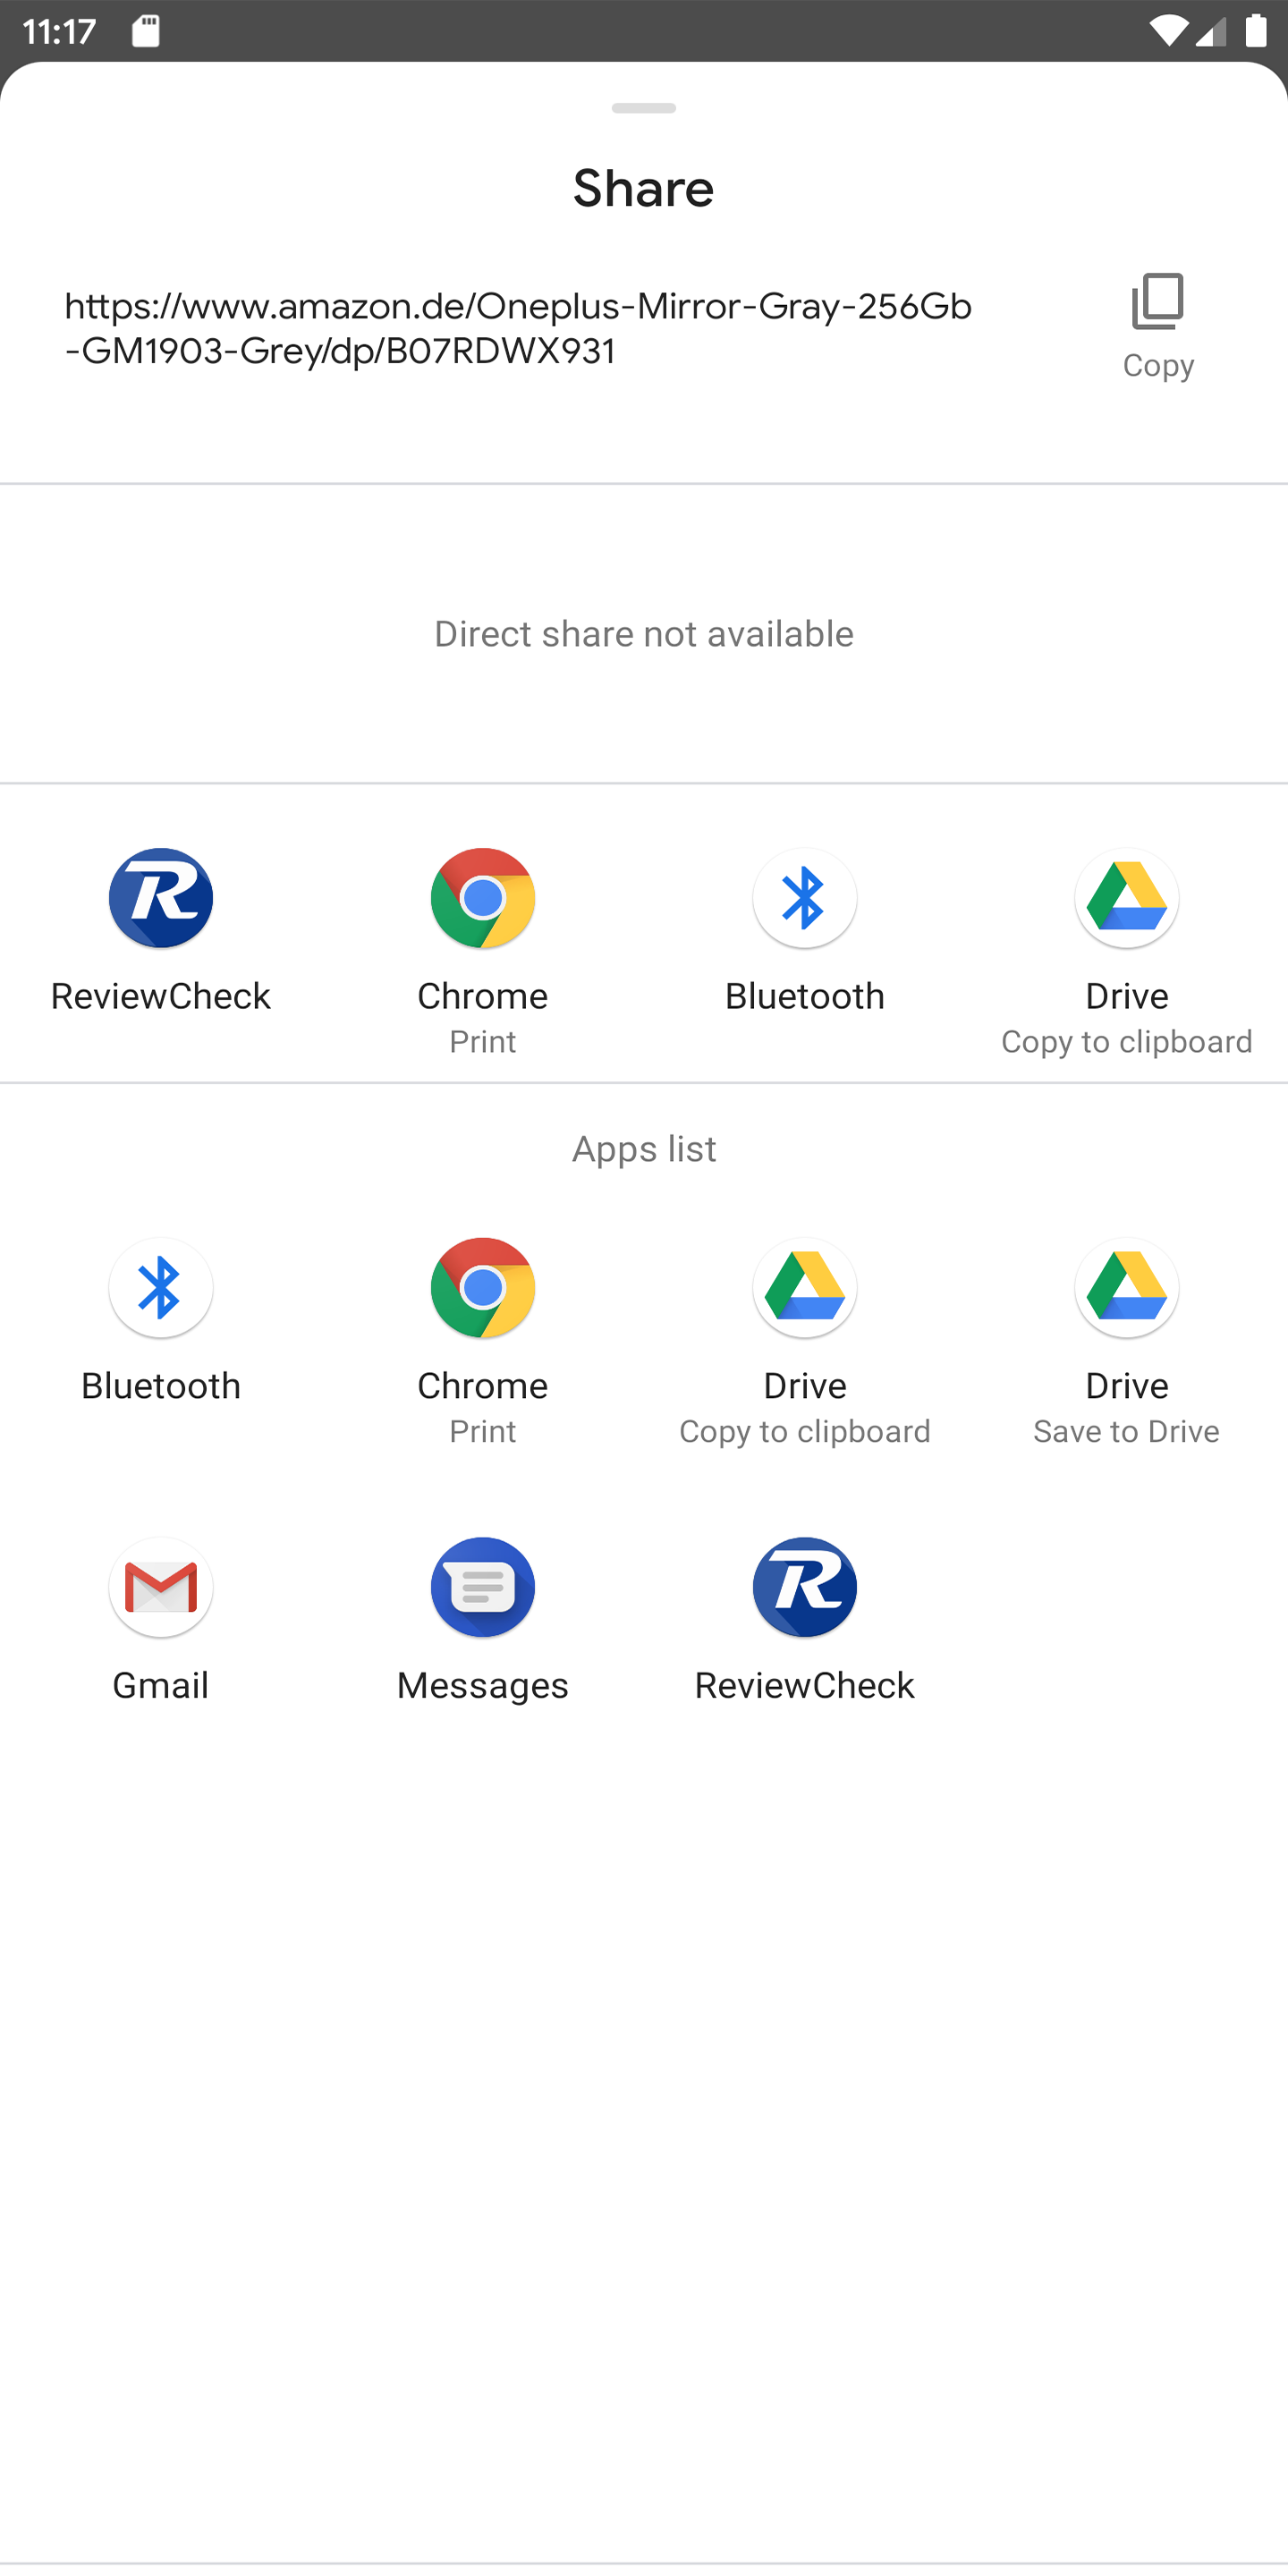 11:17
Share
https://www.amazon.de/Oneplus-Mirror-Gray-256Gb
-GM1903-Grey/dp/B07RDWX931
Copy
Direct share not available
ReviewCheck Chrome Bluetooth Drive
Print Copy to clipboard
Apps list
Bluetooth Chrome Drive Drive
Print Copy to clipboard Save to Drive
Gmail Messages ReviewCheck